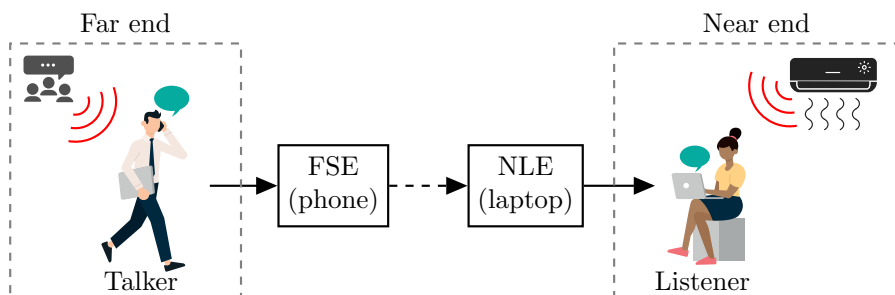 Far end
Near end
FSE
(phone)
NLE
(laptop)
Talker
Listener